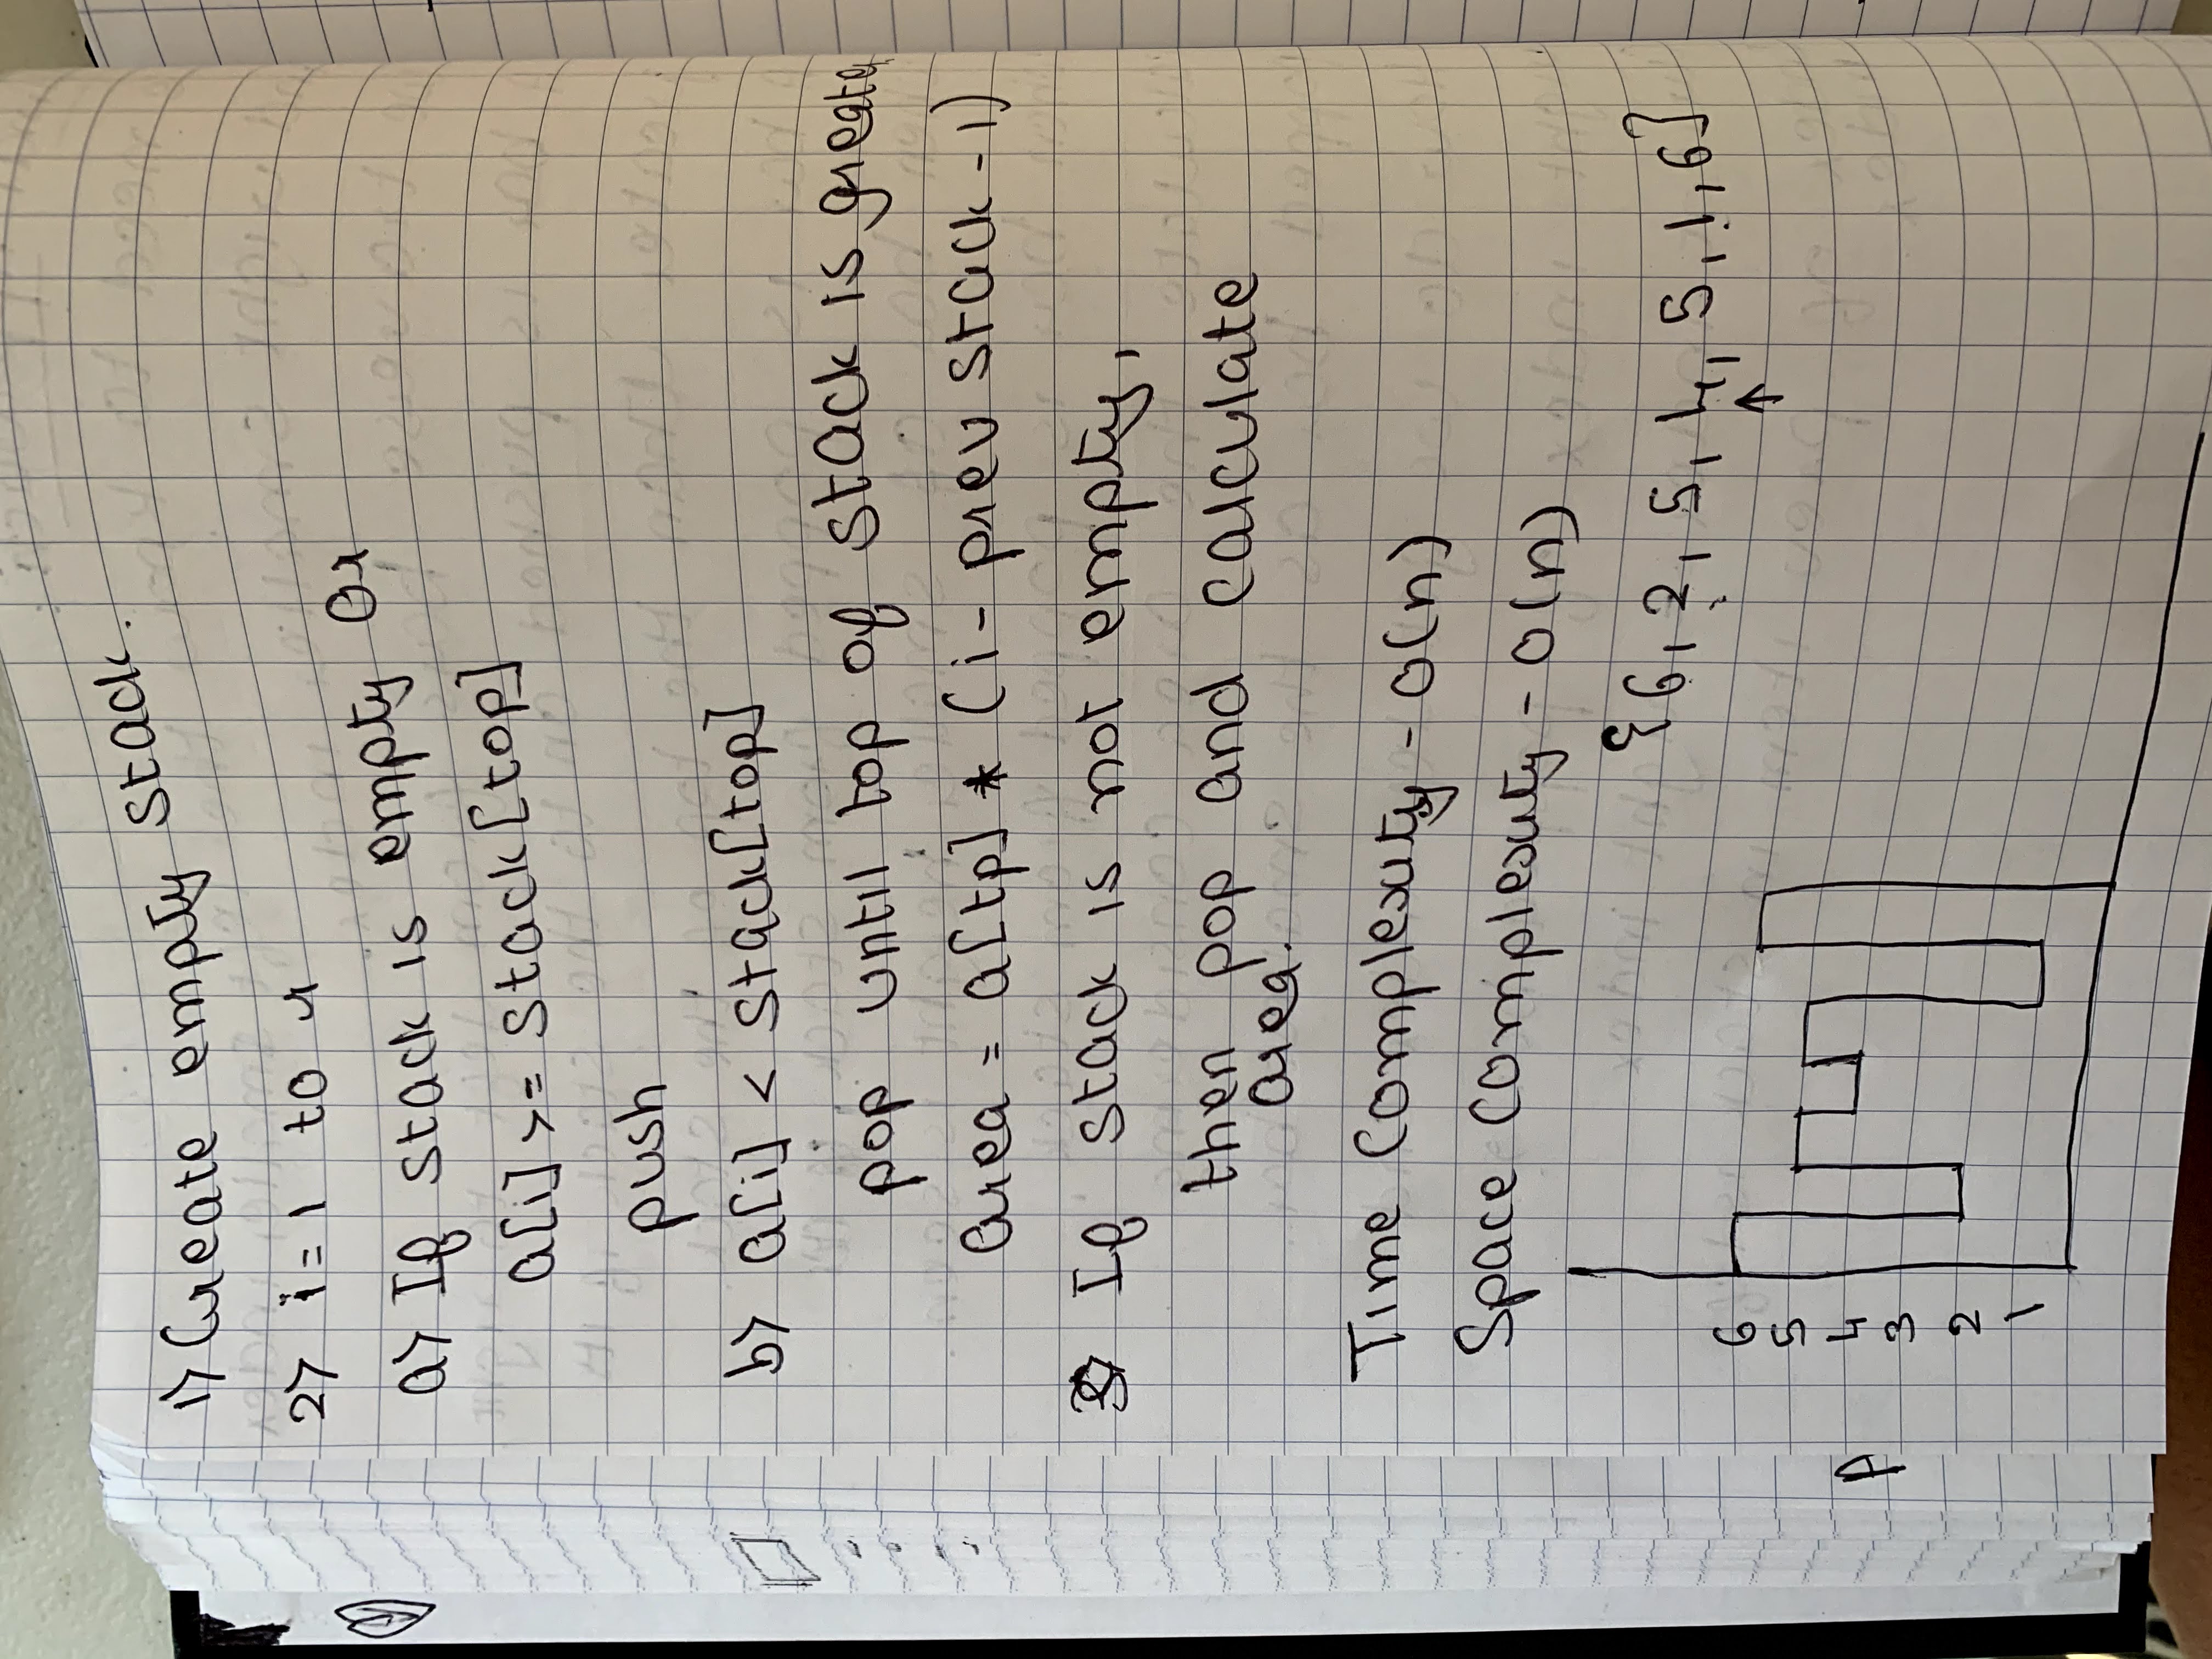 1) Create empty stack.
2) i = 1 to n
a) If stack is empty Or
a[i] >= stack[top]
push
b) a[i] < stack[top]
pop until top of stack is greater
area = a[tp] * (i - prev stack - 1)
3) If stack is not empty,
then pop and calculate
area.
Time Complexity - O(n)
Space Complexity - O(n)
{6, 2, 5, 4, 5, 1, 6}
↑
6
5
4
3
2
1